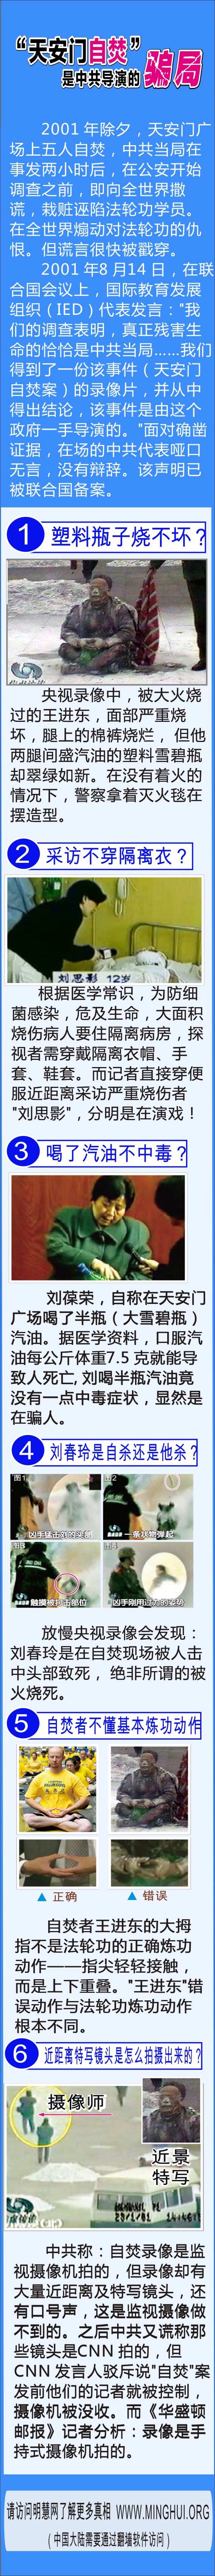 “天安门自焚”
是中共导演的骗局
2001年除夕，天安门广
场上五人自焚，中共当局在
事发两小时后，在公安开始
调查之前，即向全世界撒
谎，栽赃诬陷法轮功学员。
在全世界煽动对法轮功的仇
恨。但谎言很快被戳穿。
2001年8月14日，在联
合国会议上，国际教育发展
组织（IED）代表发言："我
们的调查表明，真正残害生
命的恰恰是中共当局……我们
得到了一份该事件（天安门
自焚案）的录像片，并从中
得出结论，该事件是由这个
政府一手导演的。"面对确凿
证据，在场的中共代表哑口
无言，没有辩辞。该声明已
被联合国备案。
1 塑料瓶子烧不坏？
央视录像中，被大火烧
过的王进东，面部严重烧
坏，腿上的棉裤烧烂，但他
两腿间盛汽油的塑料雪碧瓶
却翠绿如新。在没有着火的
情况下，警察拿着灭火毯在
摆造型。
2 采访不穿隔离衣？
刘思影 12岁
根据医学常识，为防细
菌感染，危及生命，大面积
烧伤病人要住隔离病房，探
视者需穿戴隔离衣帽、手
套、鞋套。而记者直接穿便
服近距离采访严重烧伤者
"刘思影"，分明是在演戏！
3 喝了汽油不中毒？
刘葆荣，自称在天安门
广场喝了半瓶（大雪碧瓶）
汽油。据医学资料，口服汽
油每公斤体重7.5 克就能导
致人死亡, 刘喝半瓶汽油竟
没有一点中毒症状，显然是
在骗人。
4 刘春玲是自杀还是他杀？
图1
凶手猛击刘的头部
图2
一条状物弹起
图3
触摸被打击部位
图4
凶手刚用过力的姿势
放慢央视录像会发现：
刘春玲是在自焚现场被人击
中头部致死， 绝非所谓的被
火烧死。
5 自焚者不懂基本炼功动作
▲ 正确
▲ 错误
自焚者王进东的大拇
指不是法轮功的正确炼功
动作——指尖轻轻接触，
而是上下重叠。"王进东"错
误动作与法轮功炼功动作
根本不同。
6 近距离特写镜头是怎么拍摄出来的？
摄像师
近景
特写
中共称：自焚录像是监
视摄像机拍的，但录像却有
大量近距离及特写镜头，还
有口号声，这是监视摄像做
不到的。之后中共又谎称那
些镜头是CNN 拍的，但
CNN 发言人驳斥说"自焚"案
发前他们的记者就被控制，
摄像机被没收。而《华盛顿
邮报》记者分析：录像是手
持式摄像机拍的。
请访问明慧网了解更多真相 WWW.MINGHUI.ORG
（中国大陆需要通过翻墙软件访问）